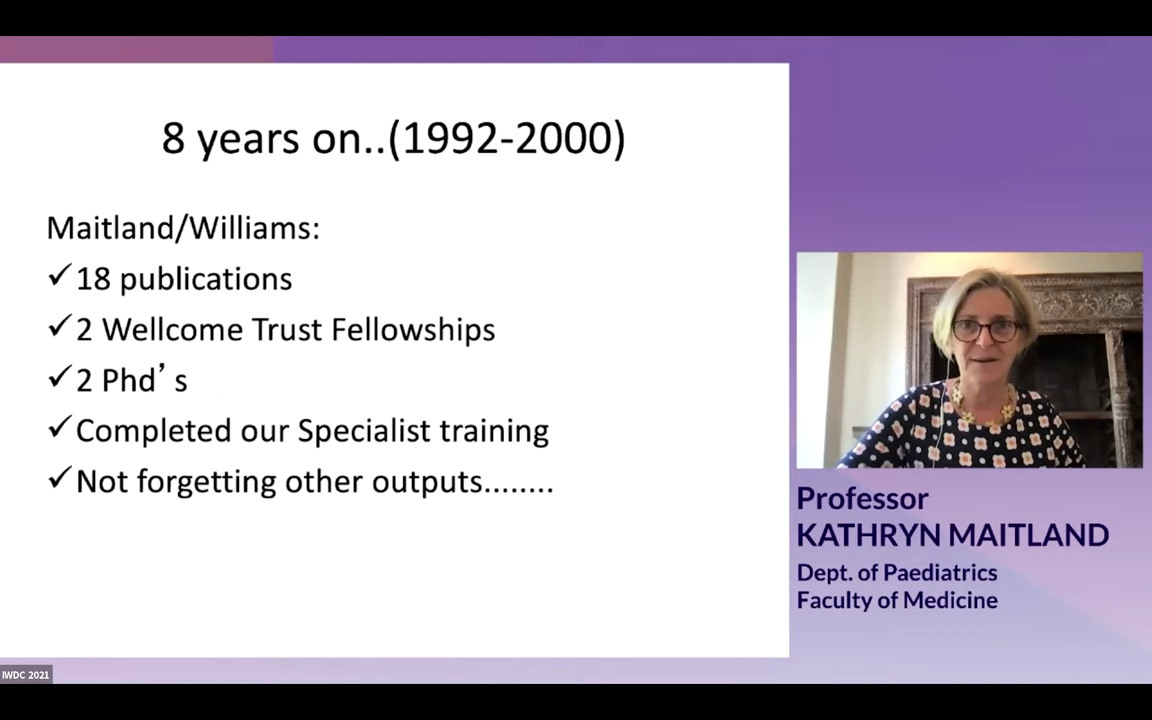 8 years on..(1992-2000)
Maitland/Williams:
✓18 publications
✓2 Wellcome Trust Fellowships
✓2 Phd’s
✓Completed our Specialist training
✓Not forgetting other outputs........
Professor
KATHRYN MAITLAND
Dept. of Paediatrics
Faculty of Medicine
IWDC 2021